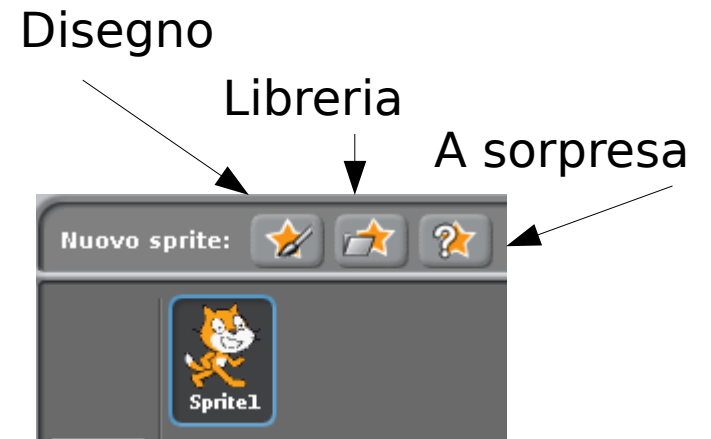 Disegno
Libreria
A sorpresa
Nuovo sprite:
Sprite1